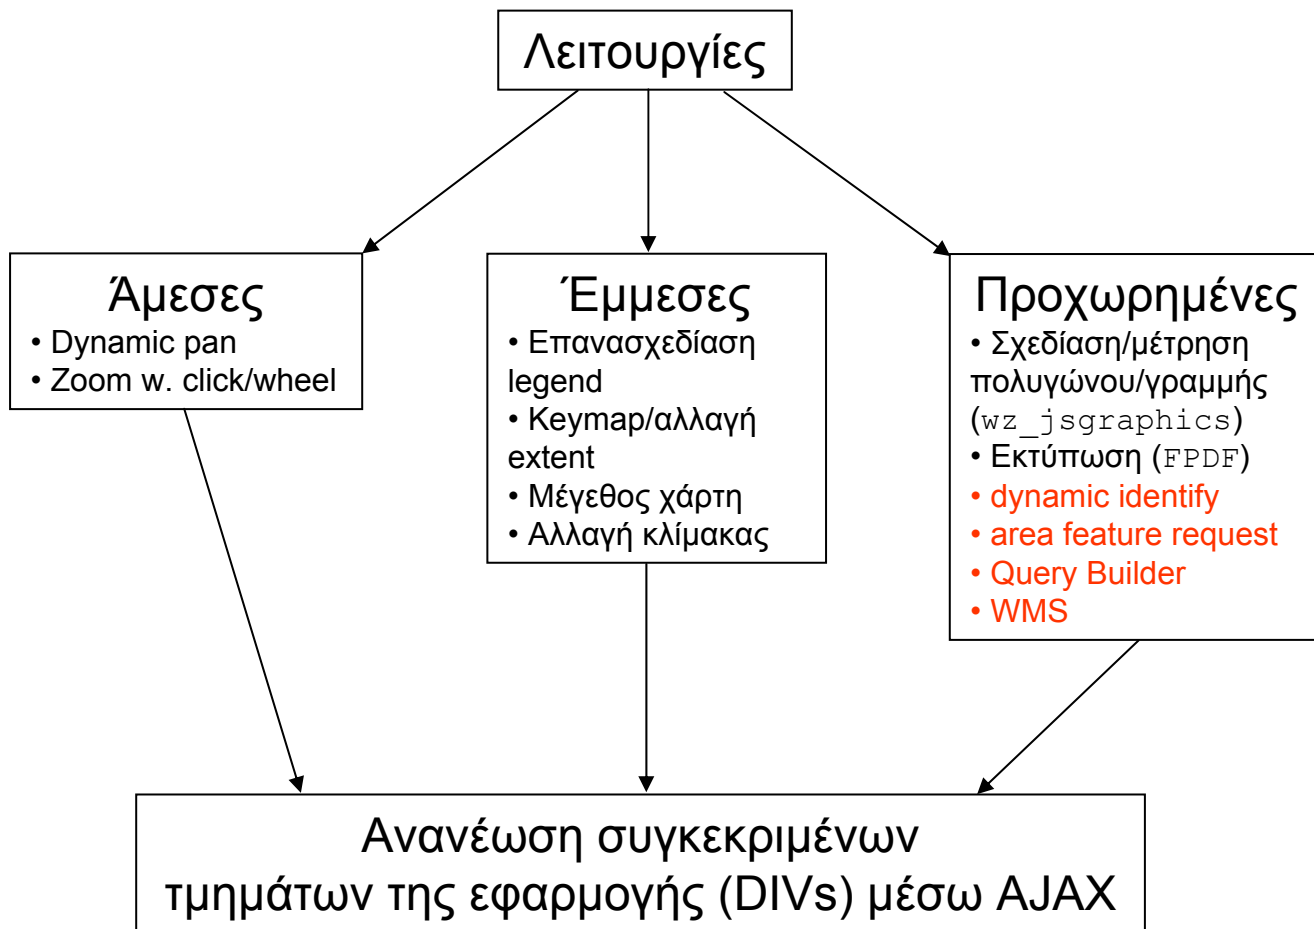 Λειτουργίες
Άμεσες
• Dynamic pan
• Zoom w. click/wheel
Έμμεσες
• Επανασχεδίαση
legend
• Keymap/αλλαγή
extent
• Μέγεθος χάρτη
• Αλλαγή κλίμακας
Προχωρημένες
• Σχεδίαση/μέτρηση
πολυγώνου/γραμμής
(wz_jsgraphics)
• Εκτύπωση (FPDF)
• dynamic identify
• area feature request
• Query Builder
• WMS
Ανανέωση συγκεκριμένων
τμημάτων της εφαρμογής (DIVs) μέσω AJAX